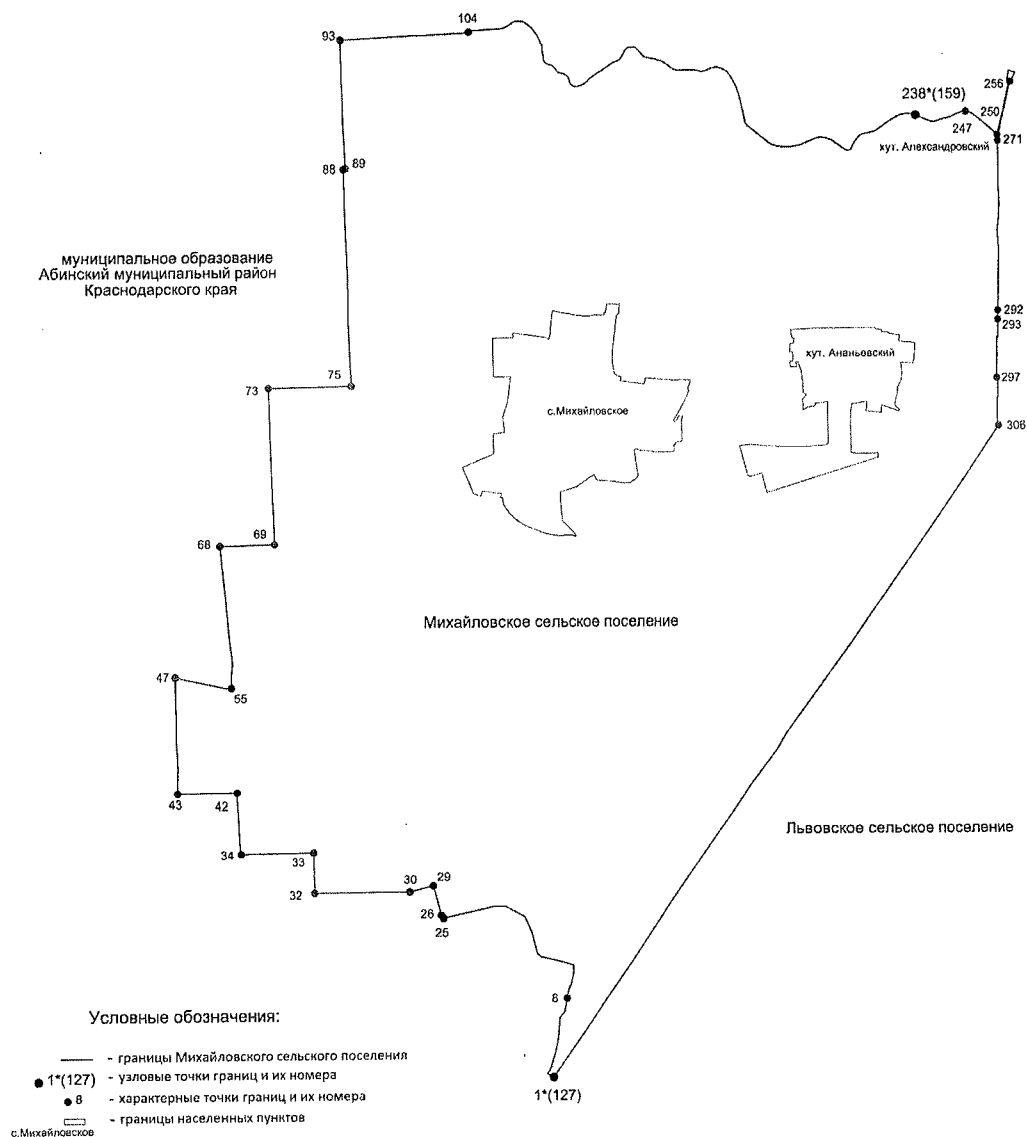 104
93
256
238*(159)
250
247
271
хут. Александровский
88
89
муниципальное образование
Абинский муниципальный район
Краснодарского края
292
293
хут. Ананьевский
75
73
297
с.Михайловское
306
69
68
Михайловское сельское поселение
47
55
43
42
Львовское сельское поселение
34
33
32
30
29
26
25
8
Условные обозначения:
- границы Михайловского сельского поселения
1*(127) - узловые точки границ и их номера
8 - характерные точки границ и их номера
- границы населенных пунктов
с.Михайловское
1*(127)